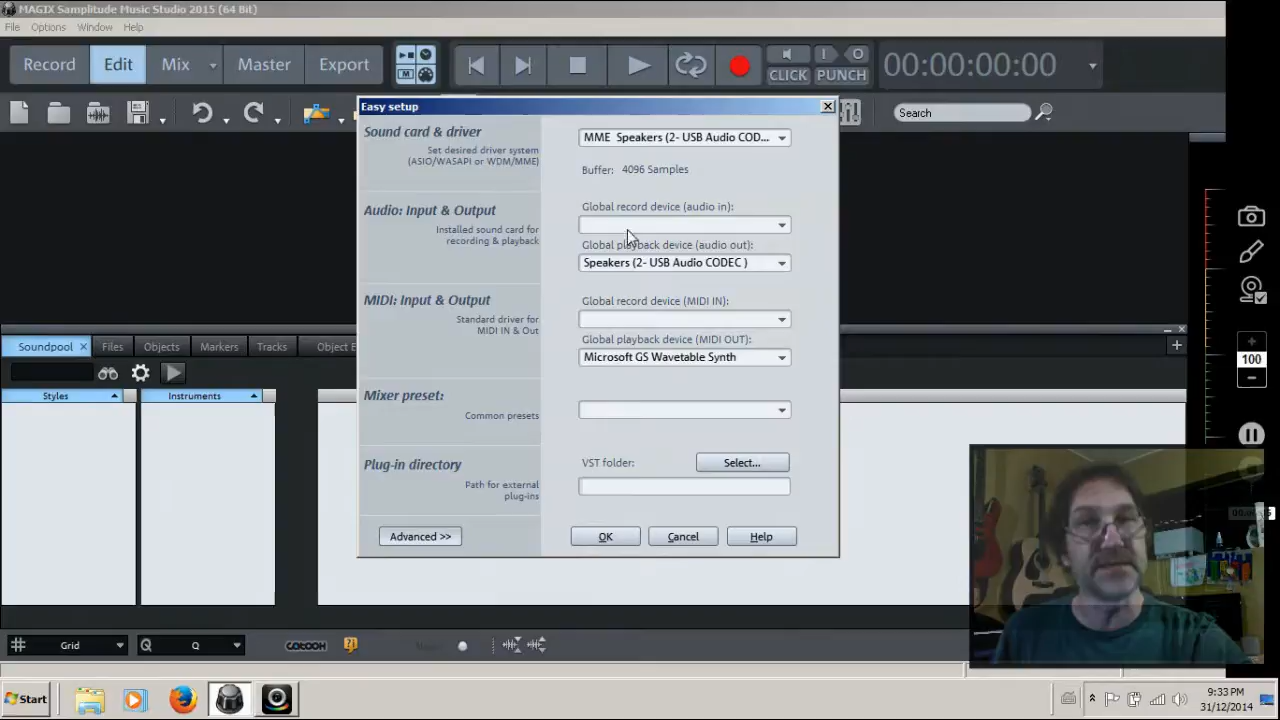 MAGIX Samplitude Music Studio 2015 (64 Bit)
File Options Window Help
Record Edit Mix Master Export
CLICK PUNCH
00:00:00:00
Search
Easy setup
Sound card & driver
Set desired driver system
(ASIO/WASAPI or WDM/MME)
MME Speakers (2- USB Audio COD...
Buffer: 4096 Samples
Audio: Input & Output
Installed sound card for
recording & playback
Global record device (audio in):
Global playback device (audio out):
Speakers (2- USB Audio CODEC )
MIDI: Input & Output
Standard driver for
MIDI IN & Out
Global record device (MIDI IN):
Global playback device (MIDI OUT):
Microsoft GS Wavetable Synth
Mixer preset:
Common presets
Plug-in directory
Path for external
plug-ins
VST folder:
Select...
Advanced >>
OK
Cancel
Help
Soundpool Files Objects Markers Tracks Object E
Styles
Instruments
100
Grid
Q Q
Start
9:33 PM
31/12/2014